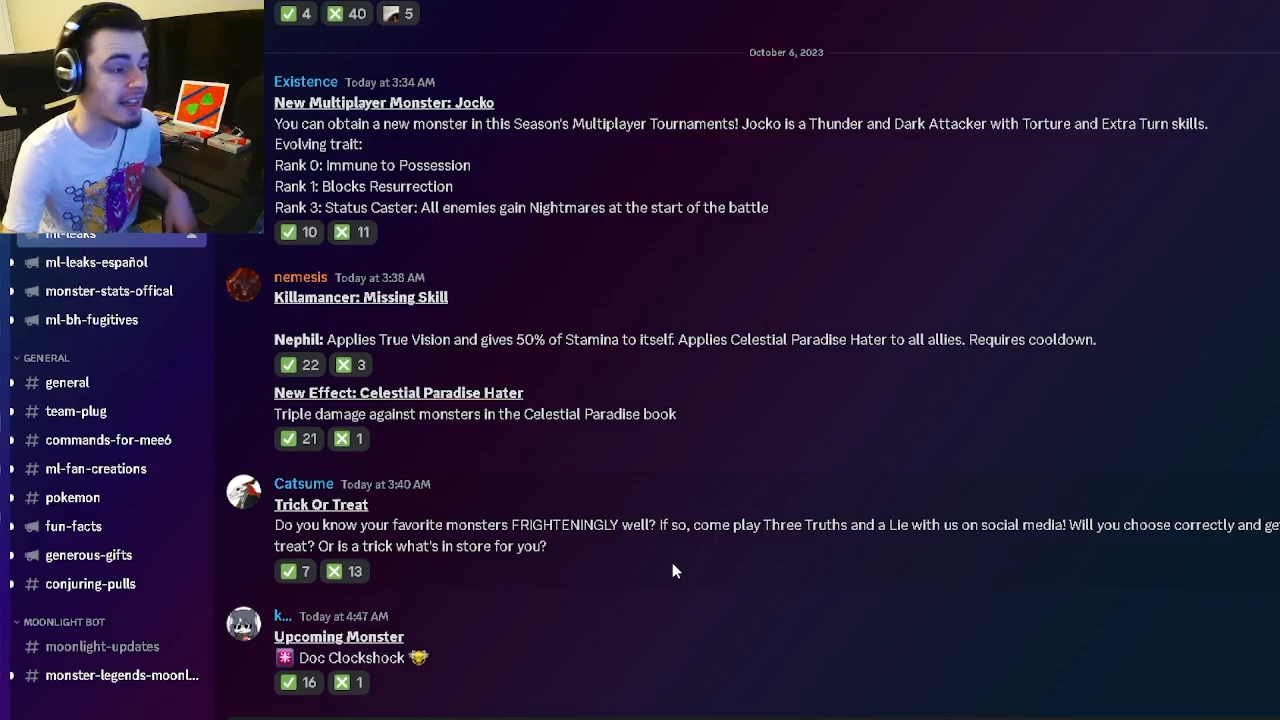 4 40 5
October 6, 2023
Existence Today at 3:34 AM
New Multiplayer Monster: Jocko
You can obtain a new monster in this Season's Multiplayer Tournaments! Jocko is a Thunder and Dark Attacker with Torture and Extra Turn skills.
Evolving trait:
Rank 0: Immune to Possession
Rank 1: Blocks Resurrection
Rank 3: Status Caster: All enemies gain Nightmares at the start of the battle
10 11
nemesis Today at 3:38 AM
Killamancer: Missing Skill
Nephil: Applies True Vision and gives 50% of Stamina to itself. Applies Celestial Paradise Hater to all allies. Requires cooldown.
22 3
New Effect: Celestial Paradise Hater
Triple damage against monsters in the Celestial Paradise book
21 1
Catsume Today at 3:40 AM
Trick Or Treat
Do you know your favorite monsters FRIGHTENINGLY well? If so, come play Three Truths and a Lie with us on social media! Will you choose correctly and ge
treat? Or is a trick what's in store for you?
7 13
k... Today at 4:47 AM
Upcoming Monster
Doc Clockshock
16 1
ml-leaks
ml-leaks-español
monster-stats-offical
ml-bh-fugitives
GENERAL
general
team-plug
commands-for-mee6
ml-fan-creations
pokemon
fun-facts
generous-gifts
conjuring-pulls
MOONLIGHT BOT
moonlight-updates
monster-legends-moonl...